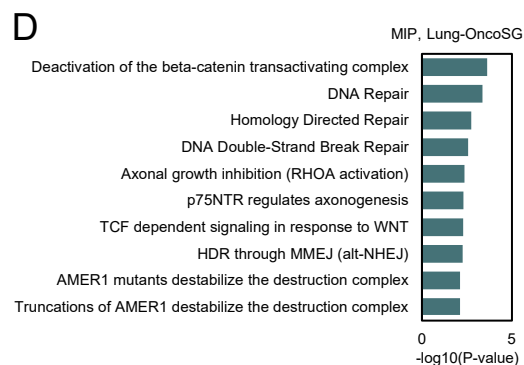 D
MIP, Lung-OncoSG
Deactivation of the beta-catenin transactivating complex
DNA Repair
Homology Directed Repair
DNA Double-Strand Break Repair
Axonal growth inhibition (RHOA activation)
p75NTR regulates axonogenesis
TCF dependent signaling in response to WNT
HDR through MMEJ (alt-NHEJ)
AMER1 mutants destabilize the destruction complex
Truncations of AMER1 destabilize the destruction complex
0 5
-log10(P-value)